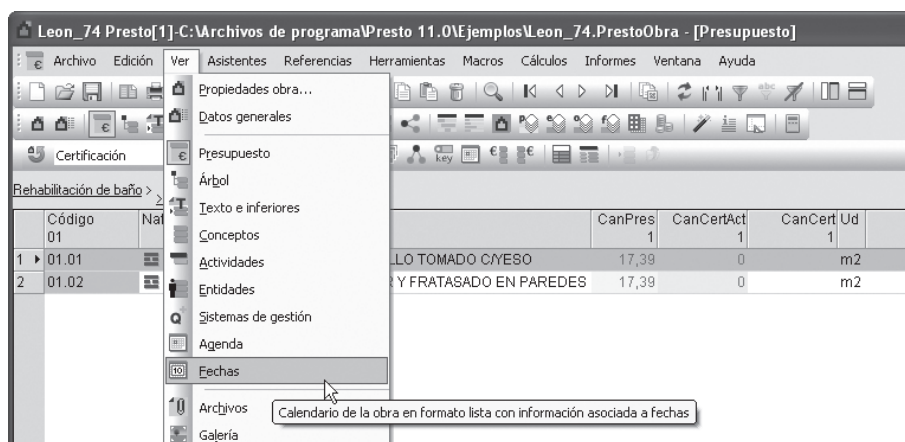 Leon_74 Presto[1]-C:\Archivos de programa\Presto 11.0\Ejemplos\Leon_74.PrestoObra - [Presupuesto]
Archivo Edición Ver Asistentes Referencias Herramientas Macros Cálculos Informes Ventana Ayuda
Propiedades obra...
Datos generales
Certificación
Presupuesto
key
Árbol
Rehabilitación de baño >
Texto e inferiores
Código Nat CanPres CanCertAct CanCert Ud
01 1 1 1
Conceptos
1 01.01 LLO TOMADO C/YESO 17,39 0 m2
Actividades
2 01.02 Y FRATASADO EN PAREDES 17,39 0 m2
Entidades
Sistemas de gestión
Agenda
Fechas
Archivos
Calendario de la obra en formato lista con información asociada a fechas
Galería